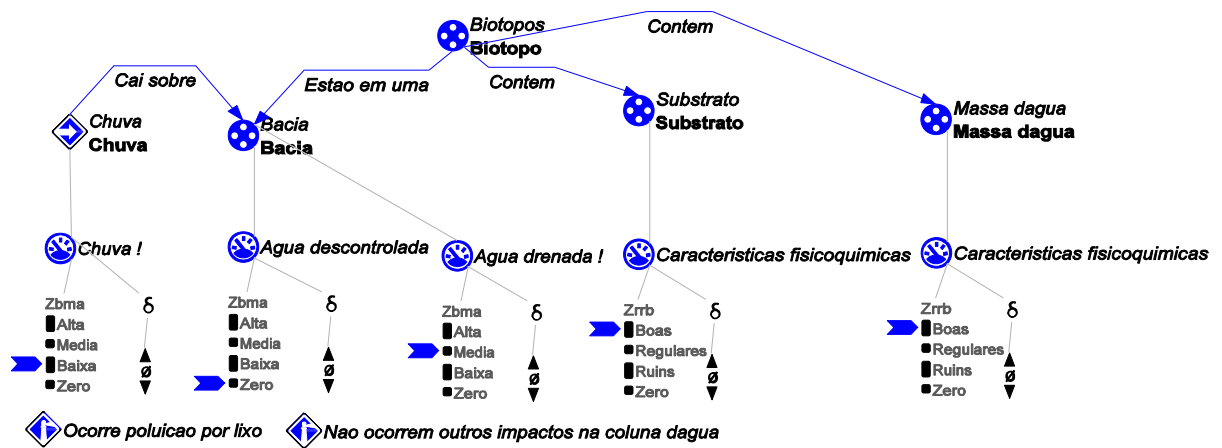 Biotopos
Biotopo
Contem
Cai sobre
Estao em uma
Contem
Chuva
Chuva
Bacia
Bacia
Substrato
Substrato
Massa dagua
Massa dagua
Chuva !
Agua descontrolada
Agua drenada !
Caracteristicas fisicoquimicas
Caracteristicas fisicoquimicas
Zbma
δ
Alta
Media
Baixa
Zero
ø
Zbma
δ
Alta
Media
Baixa
Zero
ø
Zbma
δ
Alta
Media
Baixa
Zero
ø
Zrrb
δ
Boas
Regulares
Ruins
Zero
ø
Zrrb
δ
Boas
Regulares
Ruins
Zero
ø
Ocorre poluicao por lixo
Nao ocorrem outros impactos na coluna dagua